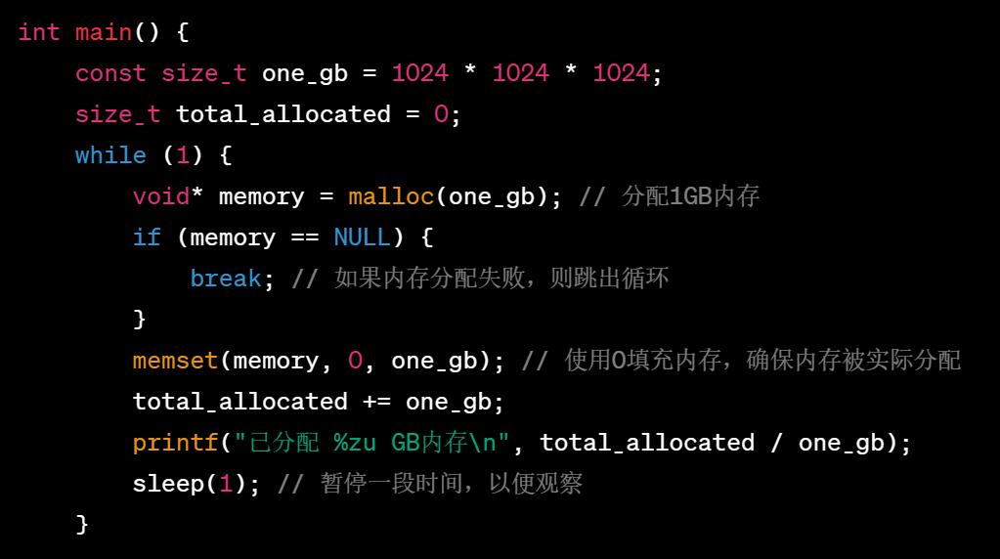 int main() {
    const size_t one_gb = 1024 * 1024 * 1024;
    size_t total_allocated = 0;
    while (1) {
        void* memory = malloc(one_gb); // 分配1GB内存
        if (memory == NULL) {
            break; // 如果内存分配失败，则跳出循环
        }
        memset(memory, 0, one_gb); // 使用0填充内存，确保内存被实际分配
        total_allocated += one_gb;
        printf("已分配 %zu GB内存\n", total_allocated / one_gb);
        sleep(1); // 暂停一段时间，以便观察
    }